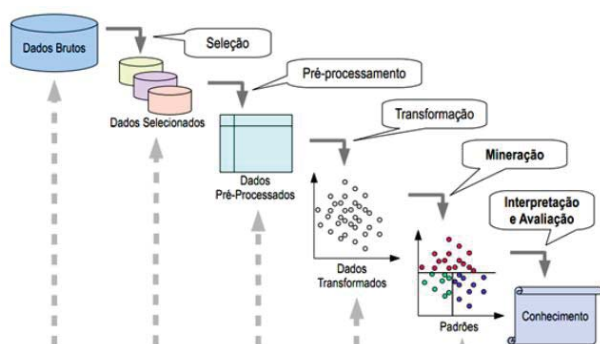 Dados Brutos
Seleção
Dados Selecionados
Pré-processamento
Dados
Pré-Processados
Transformação
Dados
Transformados
Mineração
Padrões
Interpretação
e Avaliação
Conhecimento